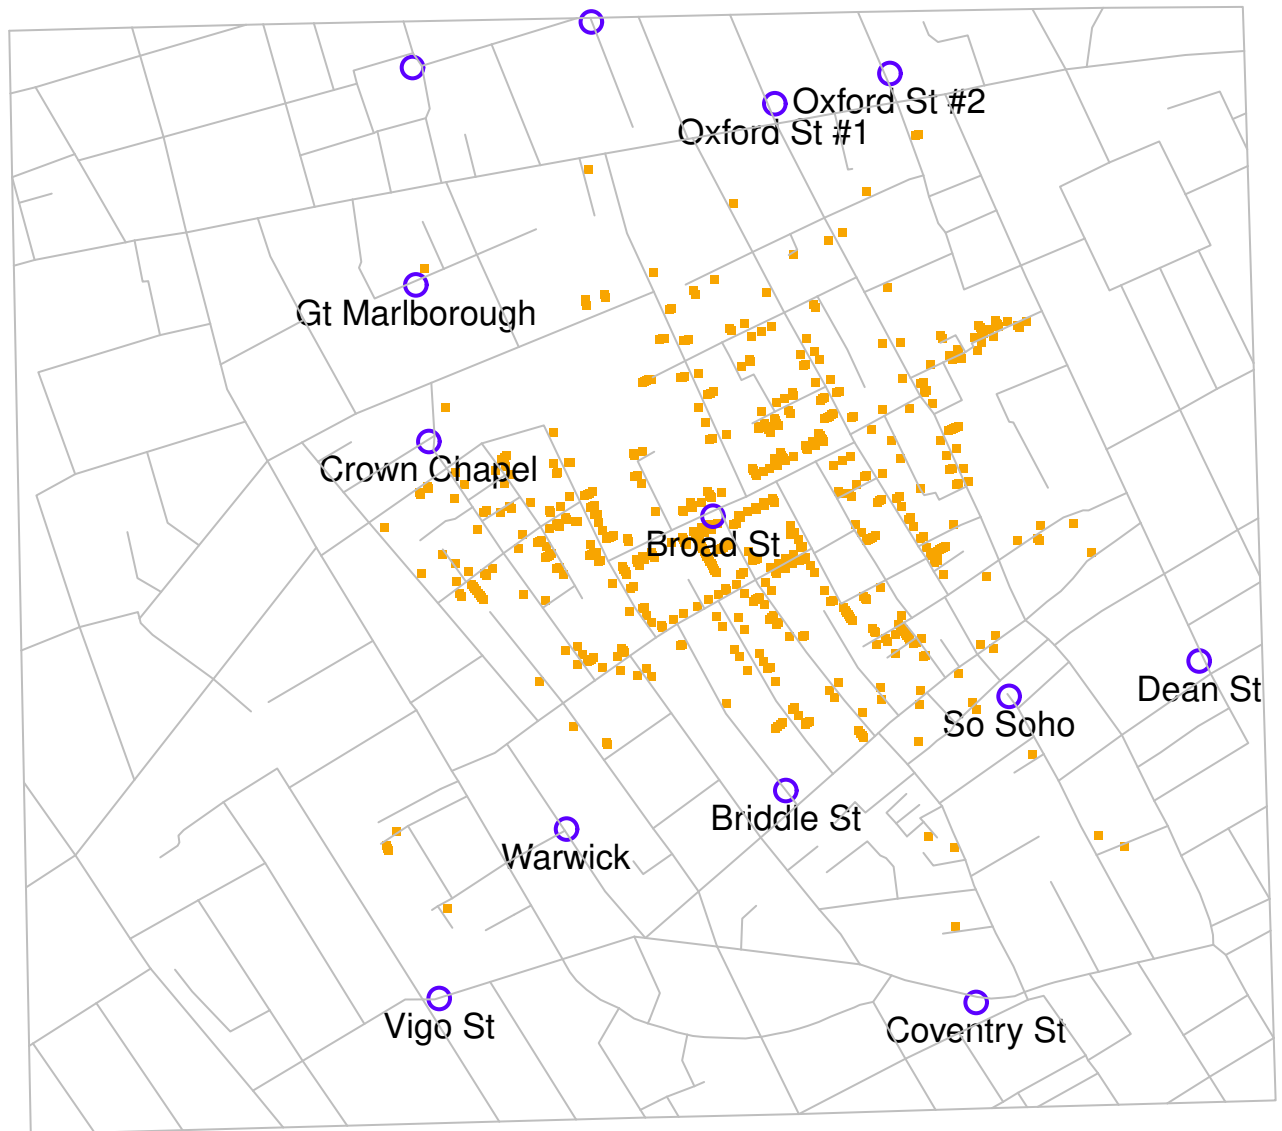 Oxford St #2
Oxford St #1
Gt Marlborough
Crown Chapel
Broad St
Dean St
So Soho
Briddle St
Warwick
Vigo St
Coventry St